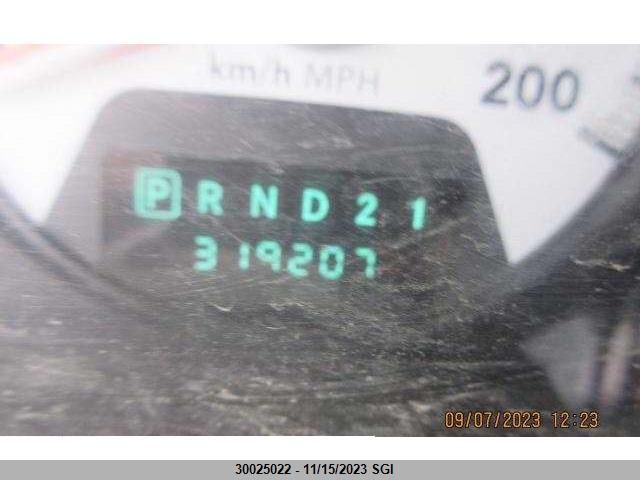 km/h MPH
200
P R N D 2 1
319207
09/07/2023 12:23
30025022 - 11/15/2023 SGI